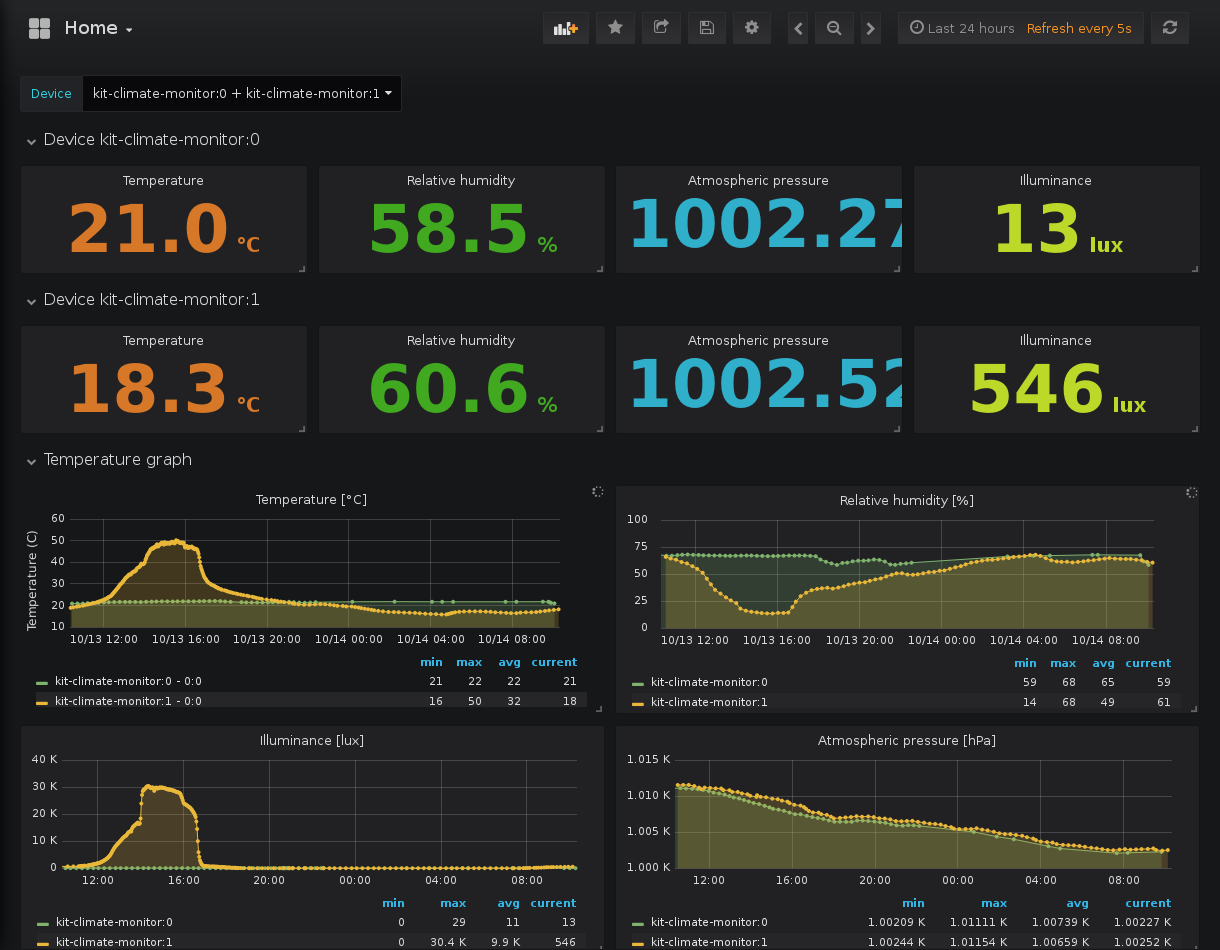 Home
Last 24 hours Refresh every 5s
Device kit-climate-monitor:0 + kit-climate-monitor:1
Device kit-climate-monitor:0
Temperature Relative humidity Atmospheric pressure Illuminance
21.0 °C 58.5 % 1002.27 13 lux
Device kit-climate-monitor:1
Temperature Relative humidity Atmospheric pressure Illuminance
18.3 °C 60.6 % 1002.52 546 lux
Temperature graph
Temperature [°C]
Temperature (C)
60
50
40
30
20
10
10/13 12:00 10/13 16:00 10/13 20:00 10/14 00:00 10/14 04:00 10/14 08:00
min max avg current
kit-climate-monitor:0 - 0:0 21 22 22 21
kit-climate-monitor:1 - 0:0 16 50 32 18
Relative humidity [%]
100
75
50
25
0
10/13 12:00 10/13 16:00 10/13 20:00 10/14 00:00 10/14 04:00 10/14 08:00
min max avg current
kit-climate-monitor:0 59 68 65 59
kit-climate-monitor:1 14 68 49 61
Illuminance [lux]
40 K
30 K
20 K
10 K
0
12:00 16:00 20:00 00:00 04:00 08:00
min max avg current
kit-climate-monitor:0 0 29 11 13
kit-climate-monitor:1 0 30.4 K 9.9 K 546
Atmospheric pressure [hPa]
1.015 K
1.010 K
1.005 K
1.000 K
12:00 16:00 20:00 00:00 04:00 08:00
min max avg current
kit-climate-monitor:0 1.00209 K 1.01111 K 1.00739 K 1.00227 K
kit-climate-monitor:1 1.00244 K 1.01154 K 1.00659 K 1.00252 K